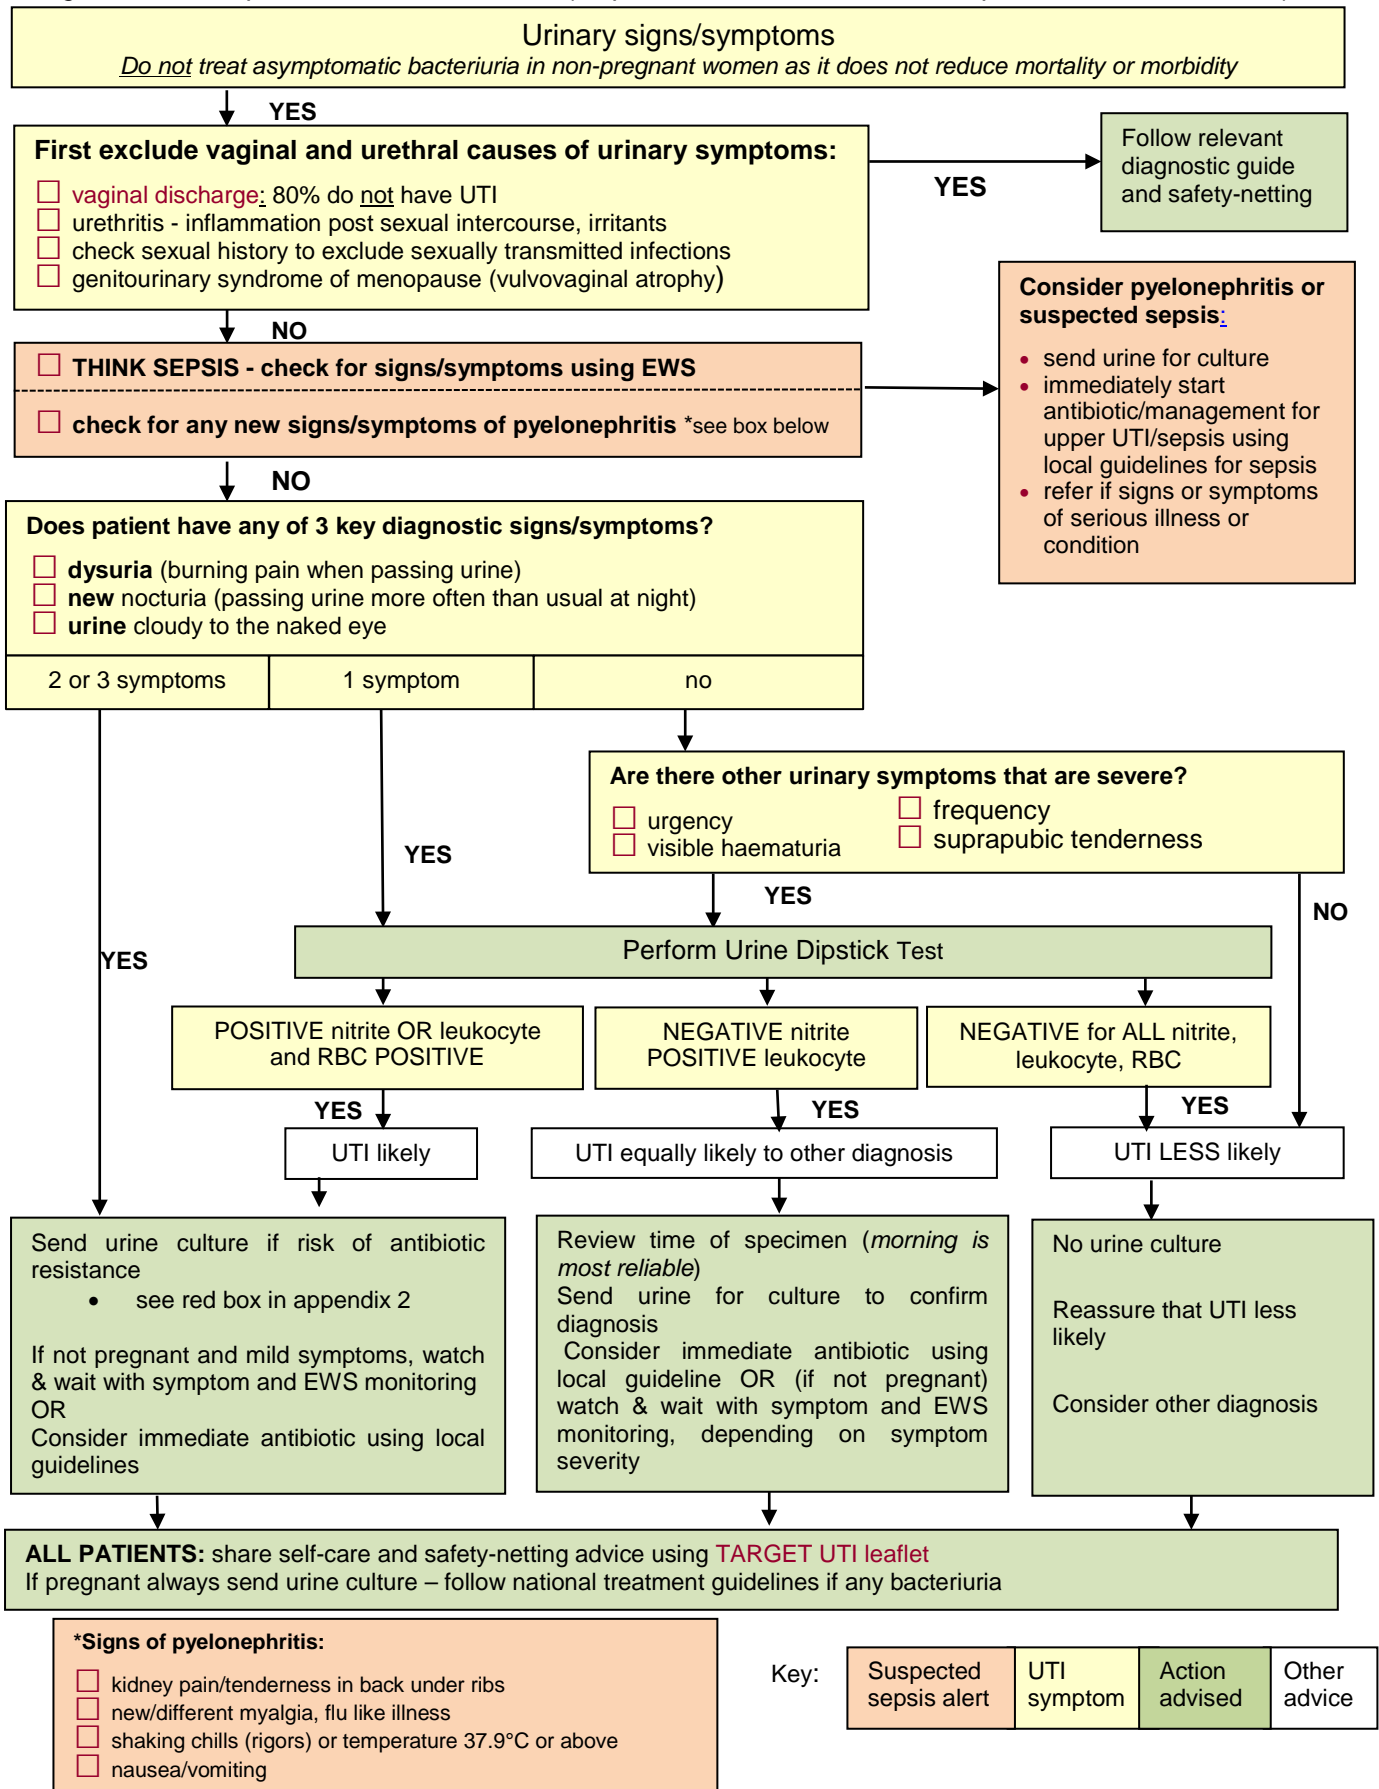 Urinary signs/symptoms
Do not treat asymptomatic bacteriuria in non-pregnant women as it does not reduce mortality or morbidity
YES
First exclude vaginal and urethral causes of urinary symptoms:
vaginal discharge: 80% do not have UTI
urethritis - inflammation post sexual intercourse, irritants
check sexual history to exclude sexually transmitted infections
genitourinary syndrome of menopause (vulvovaginal atrophy)
YES
Follow relevant
diagnostic guide
and safety-netting
NO
THINK SEPSIS - check for signs/symptoms using EWS
check for any new signs/symptoms of pyelonephritis *see box below
Consider pyelonephritis or
suspected sepsis:
• send urine for culture
• immediately start
antibiotic/management for
upper UTI/sepsis using
local guidelines for sepsis
• refer if signs or symptoms
of serious illness or
condition
NO
Does patient have any of 3 key diagnostic signs/symptoms?
dysuria (burning pain when passing urine)
new nocturia (passing urine more often than usual at night)
urine cloudy to the naked eye
2 or 3 symptoms
1 symptom
no
Are there other urinary symptoms that are severe?
urgency
visible haematuria
frequency
suprapubic tenderness
YES
YES
NO
YES
Perform Urine Dipstick Test
POSITIVE nitrite OR leukocyte
and RBC POSITIVE
NEGATIVE nitrite
POSITIVE leukocyte
NEGATIVE for ALL nitrite,
leukocyte, RBC
YES
YES
YES
UTI likely
UTI equally likely to other diagnosis
UTI LESS likely
Send urine culture if risk of antibiotic
resistance
• see red box in appendix 2
If not pregnant and mild symptoms, watch
& wait with symptom and EWS monitoring
OR
Consider immediate antibiotic using local
guidelines
Review time of specimen (morning is
most reliable)
Send urine for culture to confirm
diagnosis
Consider immediate antibiotic using
local guideline OR (if not pregnant)
watch & wait with symptom and EWS
monitoring, depending on symptom
severity
No urine culture
Reassure that UTI less
likely
Consider other diagnosis
ALL PATIENTS: share self-care and safety-netting advice using TARGET UTI leaflet
If pregnant always send urine culture – follow national treatment guidelines if any bacteriuria
*Signs of pyelonephritis:
kidney pain/tenderness in back under ribs
new/different myalgia, flu like illness
shaking chills (rigors) or temperature 37.9°C or above
nausea/vomiting
Key:
Suspected
sepsis alert
UTI
symptom
Action
advised
Other
advice